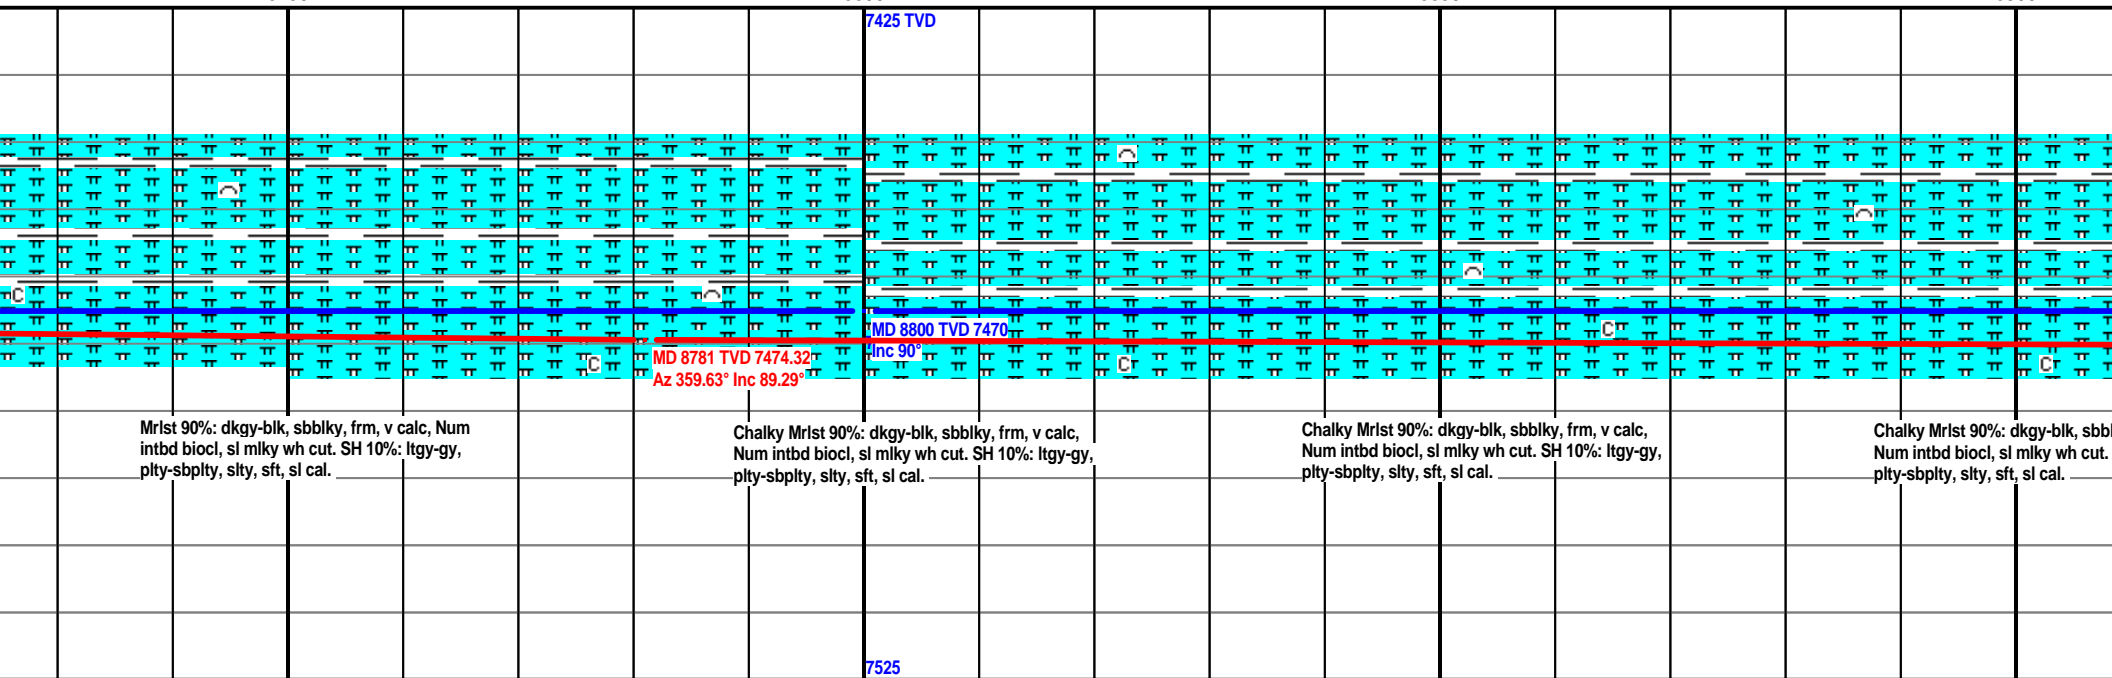 7425 TVD
C
MD 8800 TVD 7470
Inc 90°
C
MD 8781 TVD 7474.32
Az 359.63° Inc 89.29°
C
C
C
Mrlst 90%: dkgy-blk, sbblky, frm, v calc, Num
intbd biocl, sl mlky wh cut. SH 10%: ltgy-gy,
plty-sbplty, slty, sft, sl cal.
Chalky Mrlst 90%: dkgy-blk, sbblky, frm, v calc,
Num intbd biocl, sl mlky wh cut. SH 10%: ltgy-gy,
plty-sbplty, slty, sft, sl cal.
Chalky Mrlst 90%: dkgy-blk, sbblky, frm, v calc,
Num intbd biocl, sl mlky wh cut. SH 10%: ltgy-gy,
plty-sbplty, slty, sft, sl cal.
Chalky Mrlst 90%: dkgy-blk, sbbl
Num intbd biocl, sl mlky wh cut.
plty-sbplty, slty, sft, sl cal.
7525